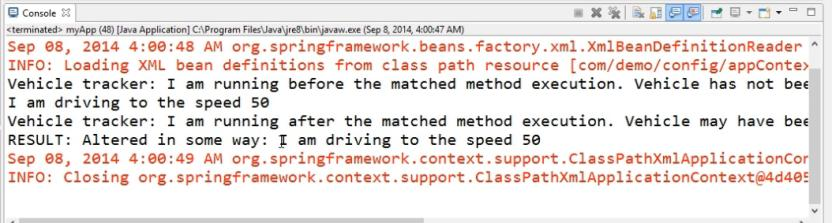 Console
<terminated> myApp (48) [Java Application] C:\Program Files\Java\jre8\bin\javaw.exe (Sep 8, 2014 4:00:47 AM)
Sep 08, 2014 4:00:48 AM org.springframework.beans.factory.xml.XmlBeanDefinitionReader
INFO: Loading XML bean definitions from class path resource [com/demo/config/appContex
Vehicle tracker: I am running before the matched method execution. Vehicle has not bee
I am driving to the speed 50
Vehicle tracker: I am running after the matched method execution. Vehicle may have bee
RESULT: Altered in some way: I am driving to the speed 50
Sep 08, 2014 4:00:49 AM org.springframework.context.support.ClassPathXmlApplicationCon
INFO: Closing org.springframework.context.support.ClassPathXmlApplicationContext@4d405